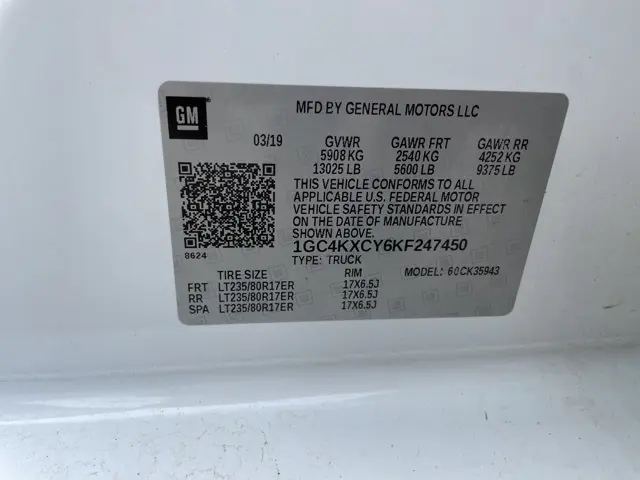 GM
MFD BY GENERAL MOTORS LLC
03/19 GVWR GAWR FRT GAWR RR
5908 KG 2540 KG 4252 KG
13025 LB 5600 LB 9375 LB
THIS VEHICLE CONFORMS TO ALL
APPLICABLE U.S. FEDERAL MOTOR
VEHICLE SAFETY STANDARDS IN EFFECT
ON THE DATE OF MANUFACTURE
SHOWN ABOVE.
8624 1GC4KXCY6KF247450
TYPE: TRUCK
TIRE SIZE RIM MODEL: 60CK35943
FRT LT235/80R17ER 17X6.5J
RR LT235/80R17ER 17X6.5J
SPA LT235/80R17ER 17X6.5J